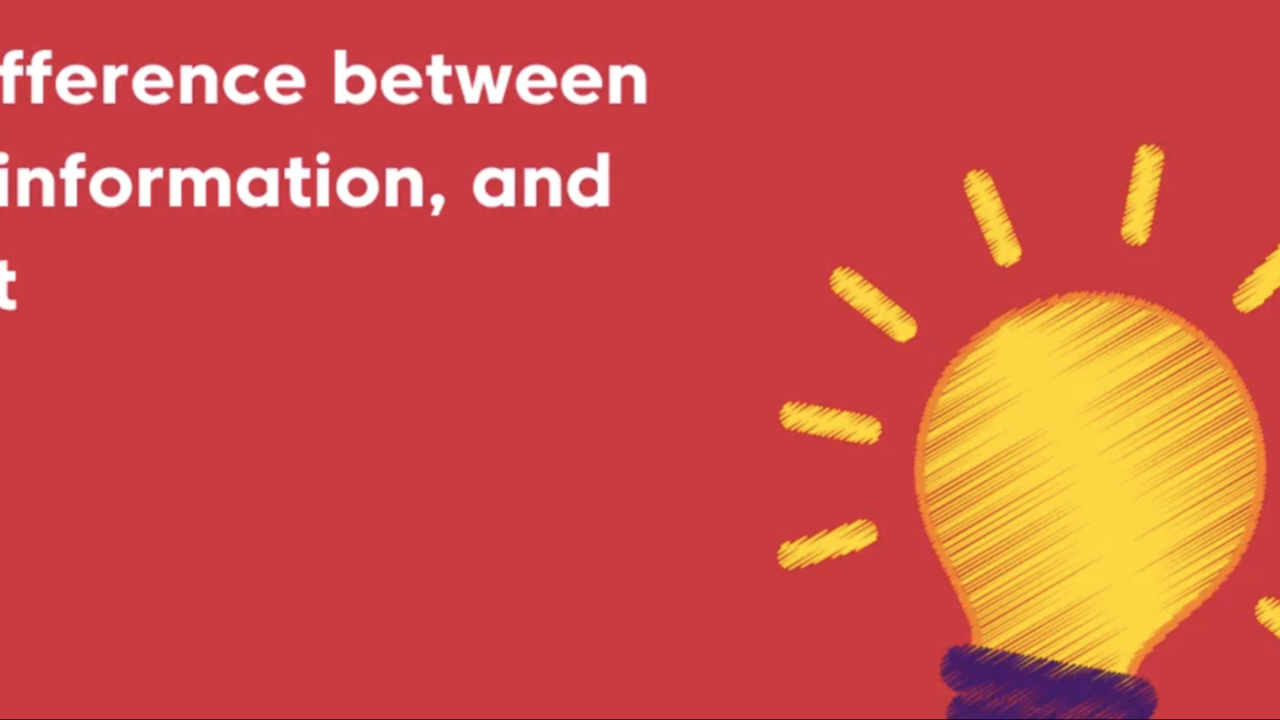 fference between
information, and
t